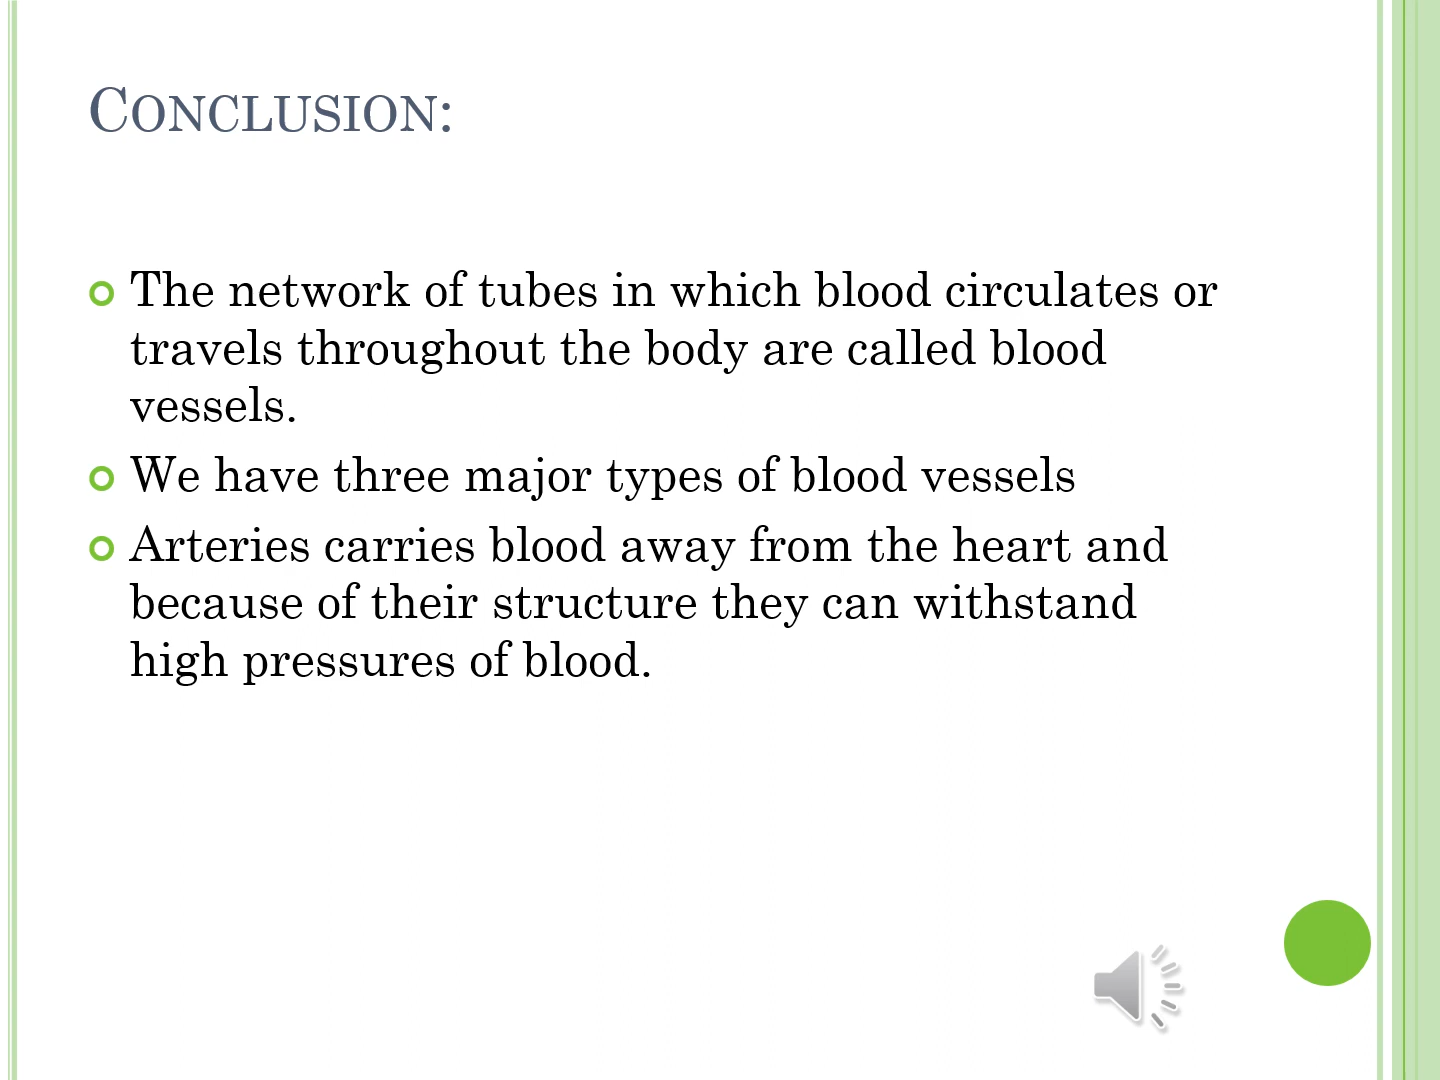 CONCLUSION:
The network of tubes in which blood circulates or
travels throughout the body are called blood
vessels.
We have three major types of blood vessels
Arteries carries blood away from the heart and
because of their structure they can withstand
high pressures of blood.